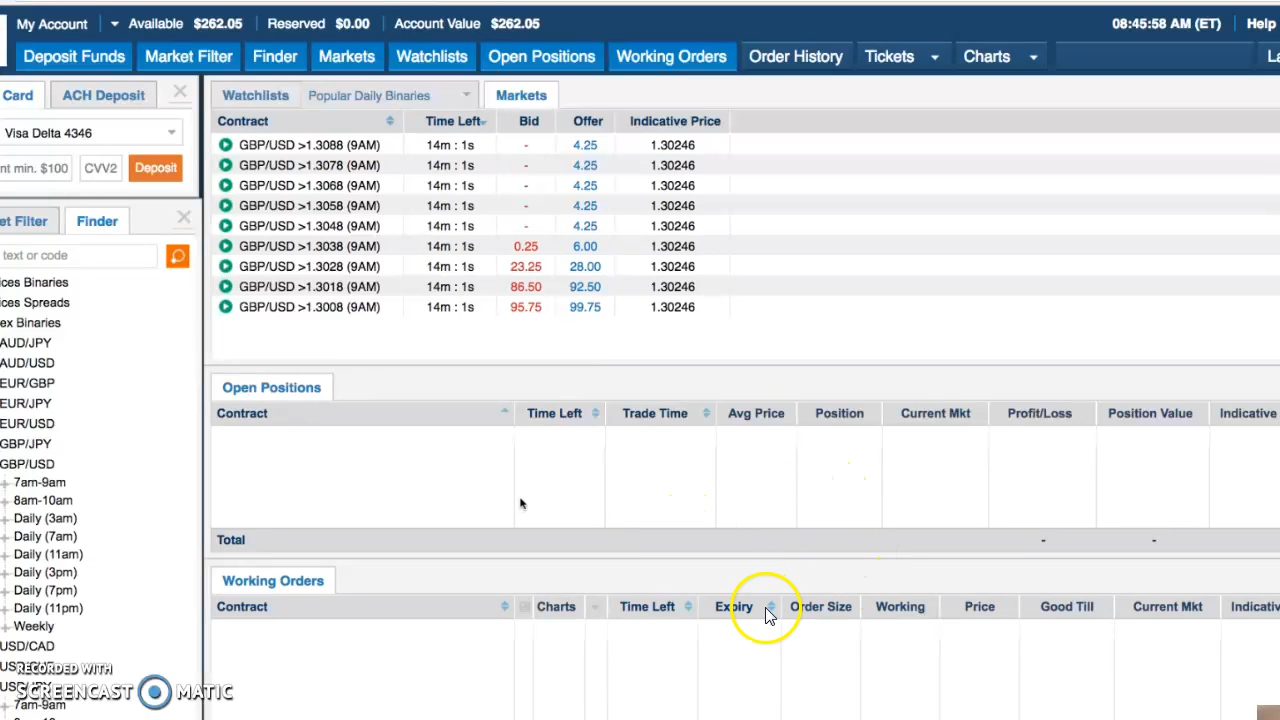 My Account Available $262.05 Reserved $0.00 Account Value $262.05 08:45:58 AM (ET) Help
Deposit Funds Market Filter Finder Markets Watchlists Open Positions Working Orders Order History Tickets Charts
Card ACH Deposit
Visa Delta 4346
min. $100 CVV2 Deposit
Filter Finder
text or code
Binaries
Spreads
Binaries
AUD/JPY
AUD/USD
EUR/GBP
EUR/JPY
EUR/USD
GBP/JPY
GBP/USD
7am-9am
8am-10am
Daily (3am)
Daily (7am)
Daily (11am)
Daily (3pm)
Daily (7pm)
Daily (11pm)
Weekly
USD/CAD
7am-9am
Watchlists Popular Daily Binaries Markets
Contract Time Left Bid Offer Indicative Price
GBP/USD >1.3088 (9AM) 14m : 1s - 4.25 1.30246
GBP/USD >1.3078 (9AM) 14m : 1s - 4.25 1.30246
GBP/USD >1.3068 (9AM) 14m : 1s - 4.25 1.30246
GBP/USD >1.3058 (9AM) 14m : 1s - 4.25 1.30246
GBP/USD >1.3048 (9AM) 14m : 1s - 4.25 1.30246
GBP/USD >1.3038 (9AM) 14m : 1s 0.25 6.00 1.30246
GBP/USD >1.3028 (9AM) 14m : 1s 23.25 28.00 1.30246
GBP/USD >1.3018 (9AM) 14m : 1s 86.50 92.50 1.30246
GBP/USD >1.3008 (9AM) 14m : 1s 95.75 99.75 1.30246
Open Positions
Contract Time Left Trade Time Avg Price Position Current Mkt Profit/Loss Position Value Indicative
Total - -
Working Orders
Contract Charts Time Left Expiry Order Size Working Price Good Till Current Mkt
RECORDED WITH
SCREENCAST MATIC